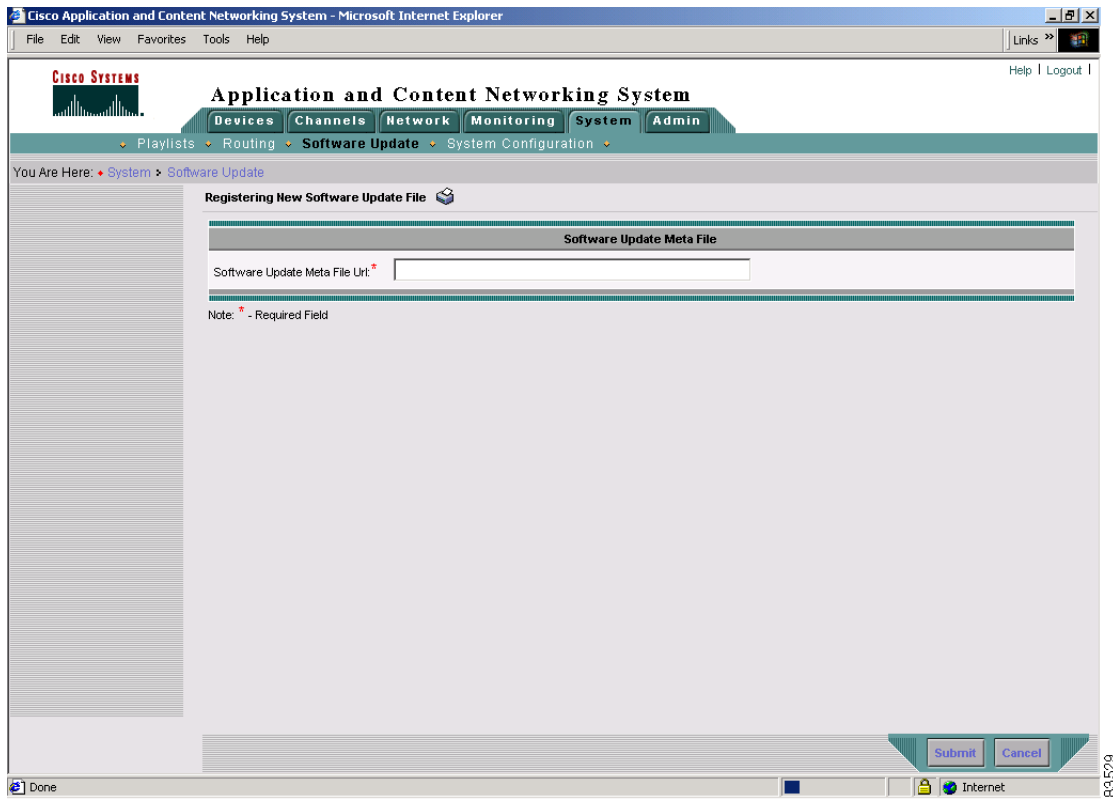 Cisco Application and Content Networking System - Microsoft Internet Explorer
File Edit View Favorites Tools Help
Links »
Help | Logout |
CISCO SYSTEMS
Application and Content Networking System
Devices Channels Network Monitoring System Admin
Playlists Routing Software Update System Configuration
You Are Here: System Software Update
Registering New Software Update File
Software Update Meta File
Software Update Meta File Url:*
Note: * - Required Field
Submit Cancel
Done
Internet
83529